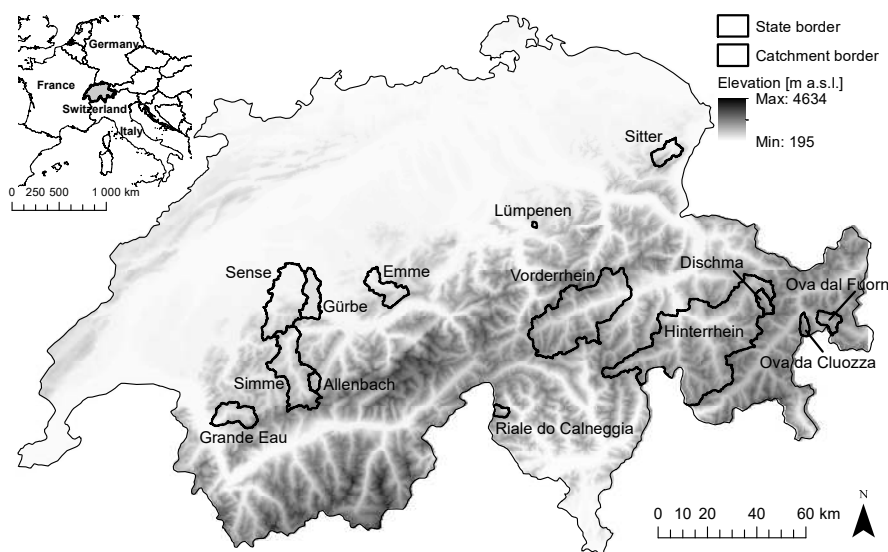 Germany
France
Switzerland
Italy
0 250 500 1 000 km
State border
Catchment border
Elevation [m a.s.l.]
Max: 4634
Min: 195
Sitter
Lümpenen
Sense
Emme
Gürbe
Vorderrhein
Dischma
Ova dal Fuorn
Hinterrhein
Ova da Cluozza
Simme
Allenbach
Grande Eau
Riale do Calneggia
N
0 10 20 40 60 km